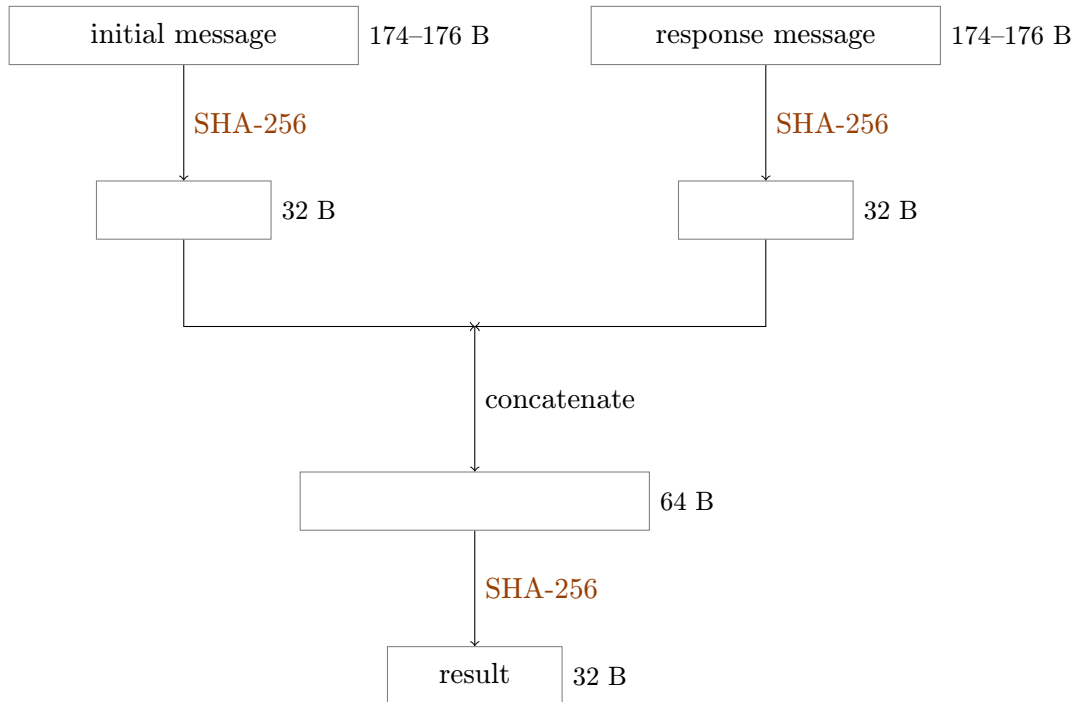 initial message
174–176 B
response message
174–176 B
SHA-256
SHA-256
32 B
32 B
concatenate
64 B
SHA-256
result
32 B